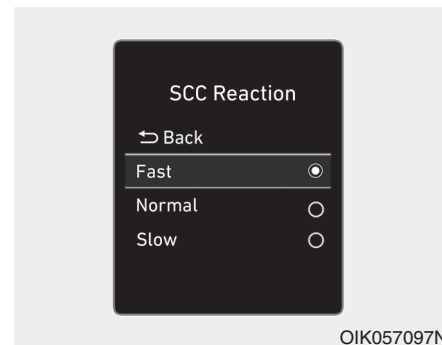 SCC Reaction
Back
Fast
Normal
Slow
OIK057097N